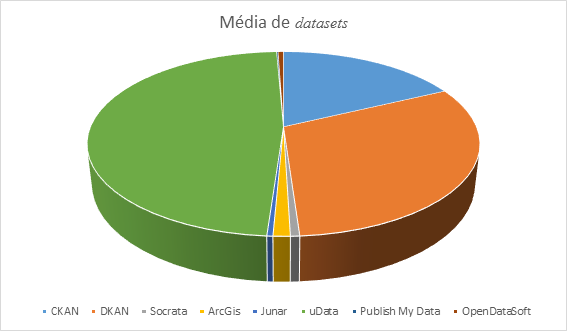 Média de datasets
CKAN DKAN Socrata ArcGis Junar uData Publish My Data OpenDataSoft